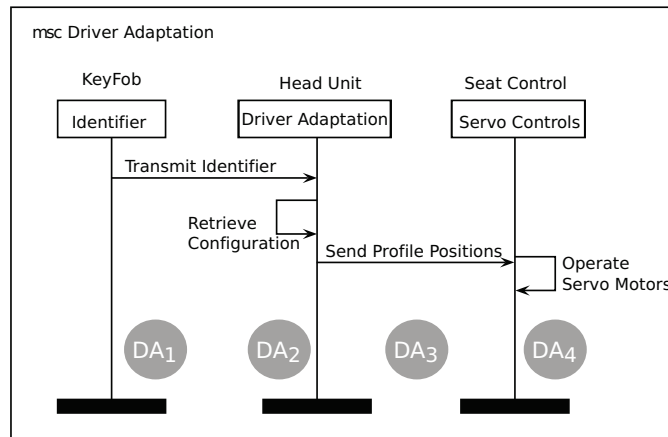 msc Driver Adaptation
KeyFob
Head Unit
Seat Control
Identifier
Driver Adaptation
Servo Controls
Transmit Identifier
Retrieve
Configuration
Send Profile Positions
Operate
Servo Motors
DA1
DA2
DA3
DA4